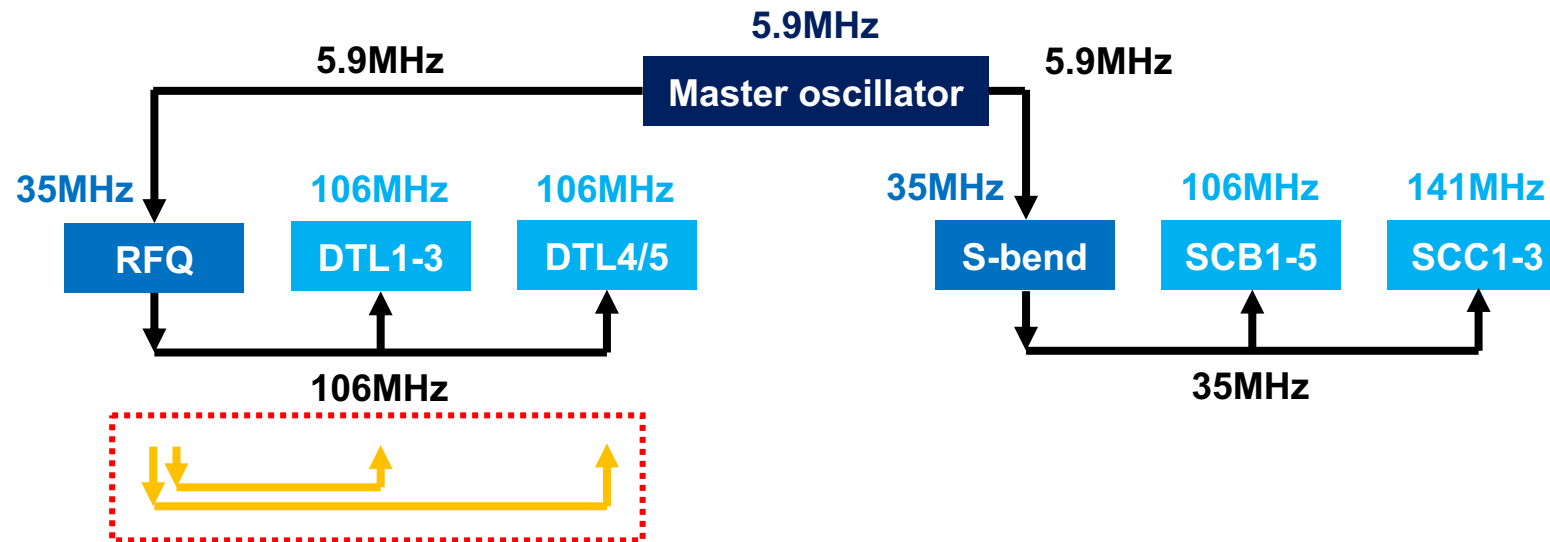 5.9MHz
5.9MHz
5.9MHz
Master oscillator
35MHz
106MHz
106MHz
35MHz
106MHz
141MHz
RFQ
DTL1-3
DTL4/5
S-bend
SCB1-5
SCC1-3
106MHz
35MHz